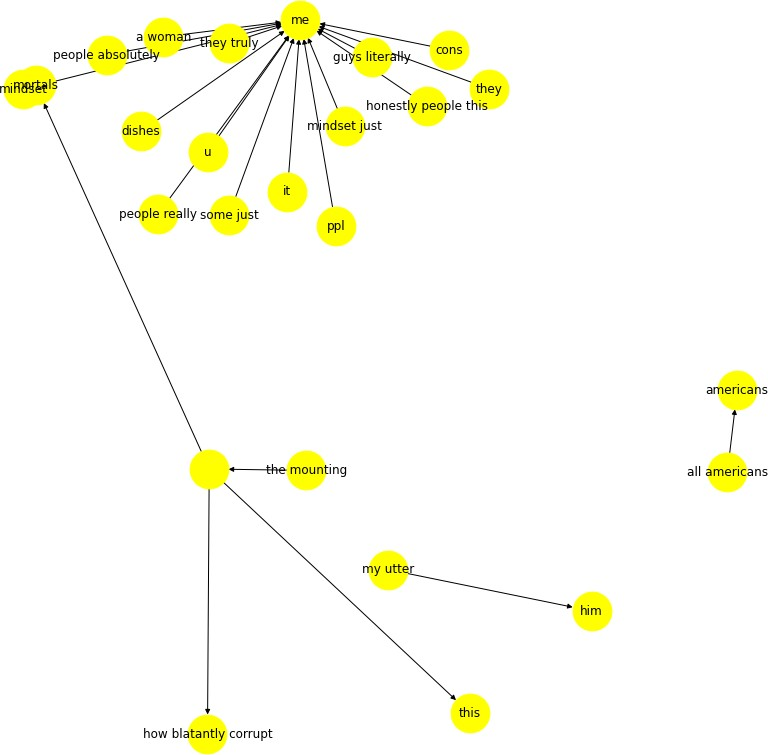 me
a woman
they truly
cons
people absolutely
guys literally
mindset
mortals
they
honestly people this
dishes
mindset just
u
it
people really
some just
ppl
americans
the mounting
all americans
my utter
him
this
how blatantly corrupt